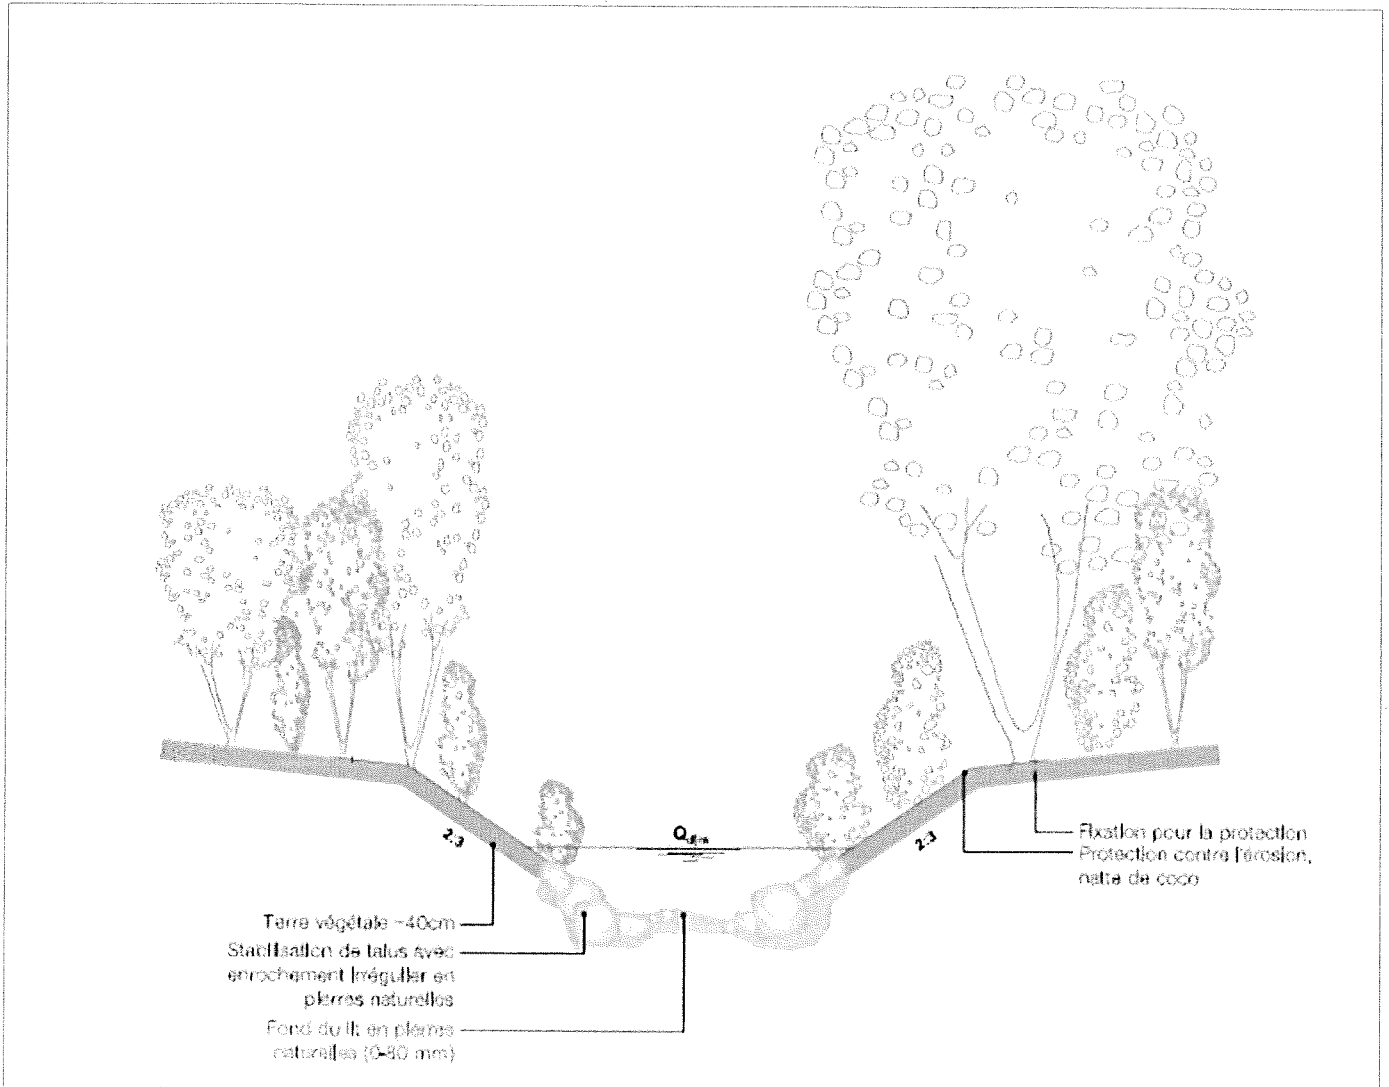 Qdim
2:3
2:3
Fixation pour la protection
Protection contre l'érosion,
natte de coco
Terre végétale ~40cm
Stabilisation de talus avec
enrochement irrégulier en
pierres naturelles
Fond du lit en pierres
naturelles (0-80 mm)